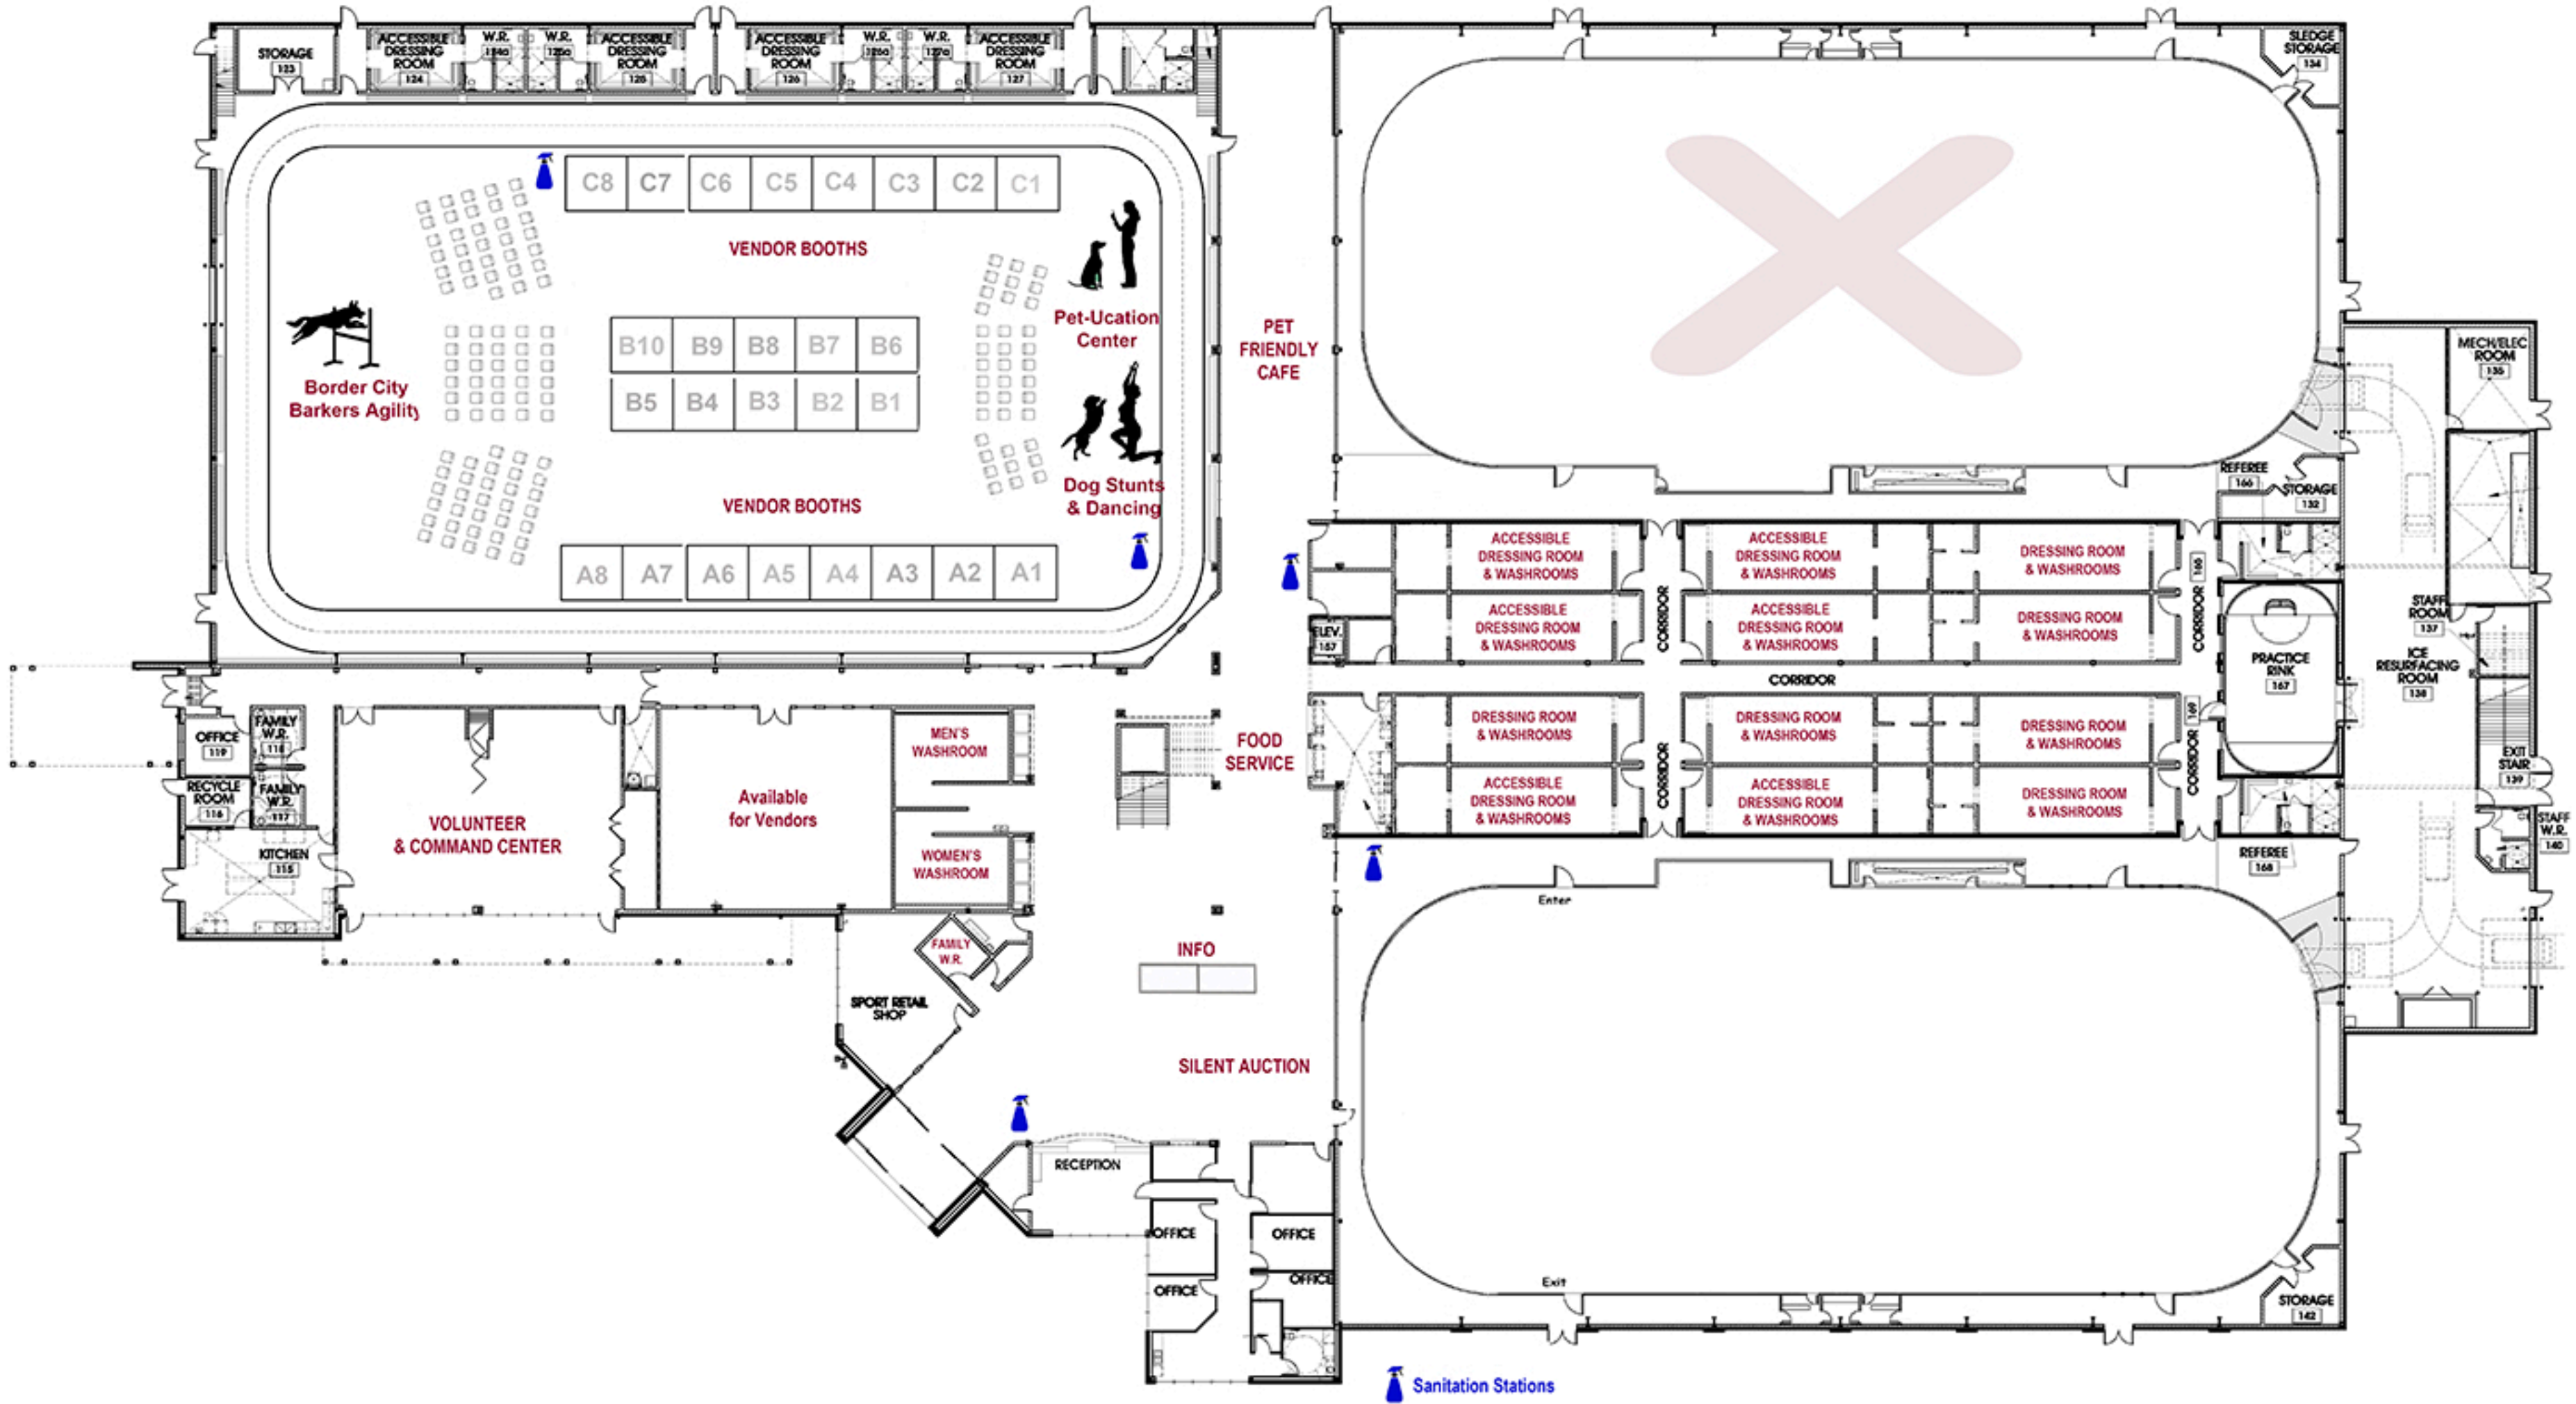 STORAGE
123
ACCESSIBLE
DRESSING
ROOM
124
W.R.
124a
W.R.
125a
ACCESSIBLE
DRESSING
ROOM
125
ACCESSIBLE
DRESSING
ROOM
126
W.R.
126a
W.R.
127a
ACCESSIBLE
DRESSING
ROOM
127
SLEDGE
STORAGE
134
C8 C7 C6 C5 C4 C3 C2 C1
VENDOR BOOTHS
Border City
Barkers Agility
B10 B9 B8 B7 B6
B5 B4 B3 B2 B1
Pet-Ucation
Center
Dog Stunts
& Dancing
VENDOR BOOTHS
A8 A7 A6 A5 A4 A3 A2 A1
PET
FRIENDLY
CAFE
MECH/ELEC
ROOM
135
REFEREE
166
STORAGE
132
ACCESSIBLE
DRESSING ROOM
& WASHROOMS
ACCESSIBLE
DRESSING ROOM
& WASHROOMS
DRESSING ROOM
& WASHROOMS
ACCESSIBLE
DRESSING ROOM
& WASHROOMS
ACCESSIBLE
DRESSING ROOM
& WASHROOMS
DRESSING ROOM
& WASHROOMS
CORRIDOR
CORRIDOR
165
ELEV.
157
CORRIDOR
PRACTICE
RINK
167
STAFF
ROOM
137
ICE
RESURFACING
ROOM
138
DRESSING ROOM
& WASHROOMS
DRESSING ROOM
& WASHROOMS
DRESSING ROOM
& WASHROOMS
ACCESSIBLE
DRESSING ROOM
& WASHROOMS
ACCESSIBLE
DRESSING ROOM
& WASHROOMS
DRESSING ROOM
& WASHROOMS
CORRIDOR
CORRIDOR
169
EXIT
STAIR
139
STAFF
W.R.
140
REFEREE
168
OFFICE
119
FAMILY
W.R.
118
RECYCLE
ROOM
116
FAMILY
W.R.
117
KITCHEN
115
VOLUNTEER
& COMMAND CENTER
Available
for Vendors
MEN'S
WASHROOM
WOMEN'S
WASHROOM
FOOD
SERVICE
FAMILY
W.R.
SPORT RETAIL
SHOP
INFO
SILENT AUCTION
Enter
Exit
RECEPTION
OFFICE
OFFICE
OFFICE
OFFICE
STORAGE
142
Sanitation Stations